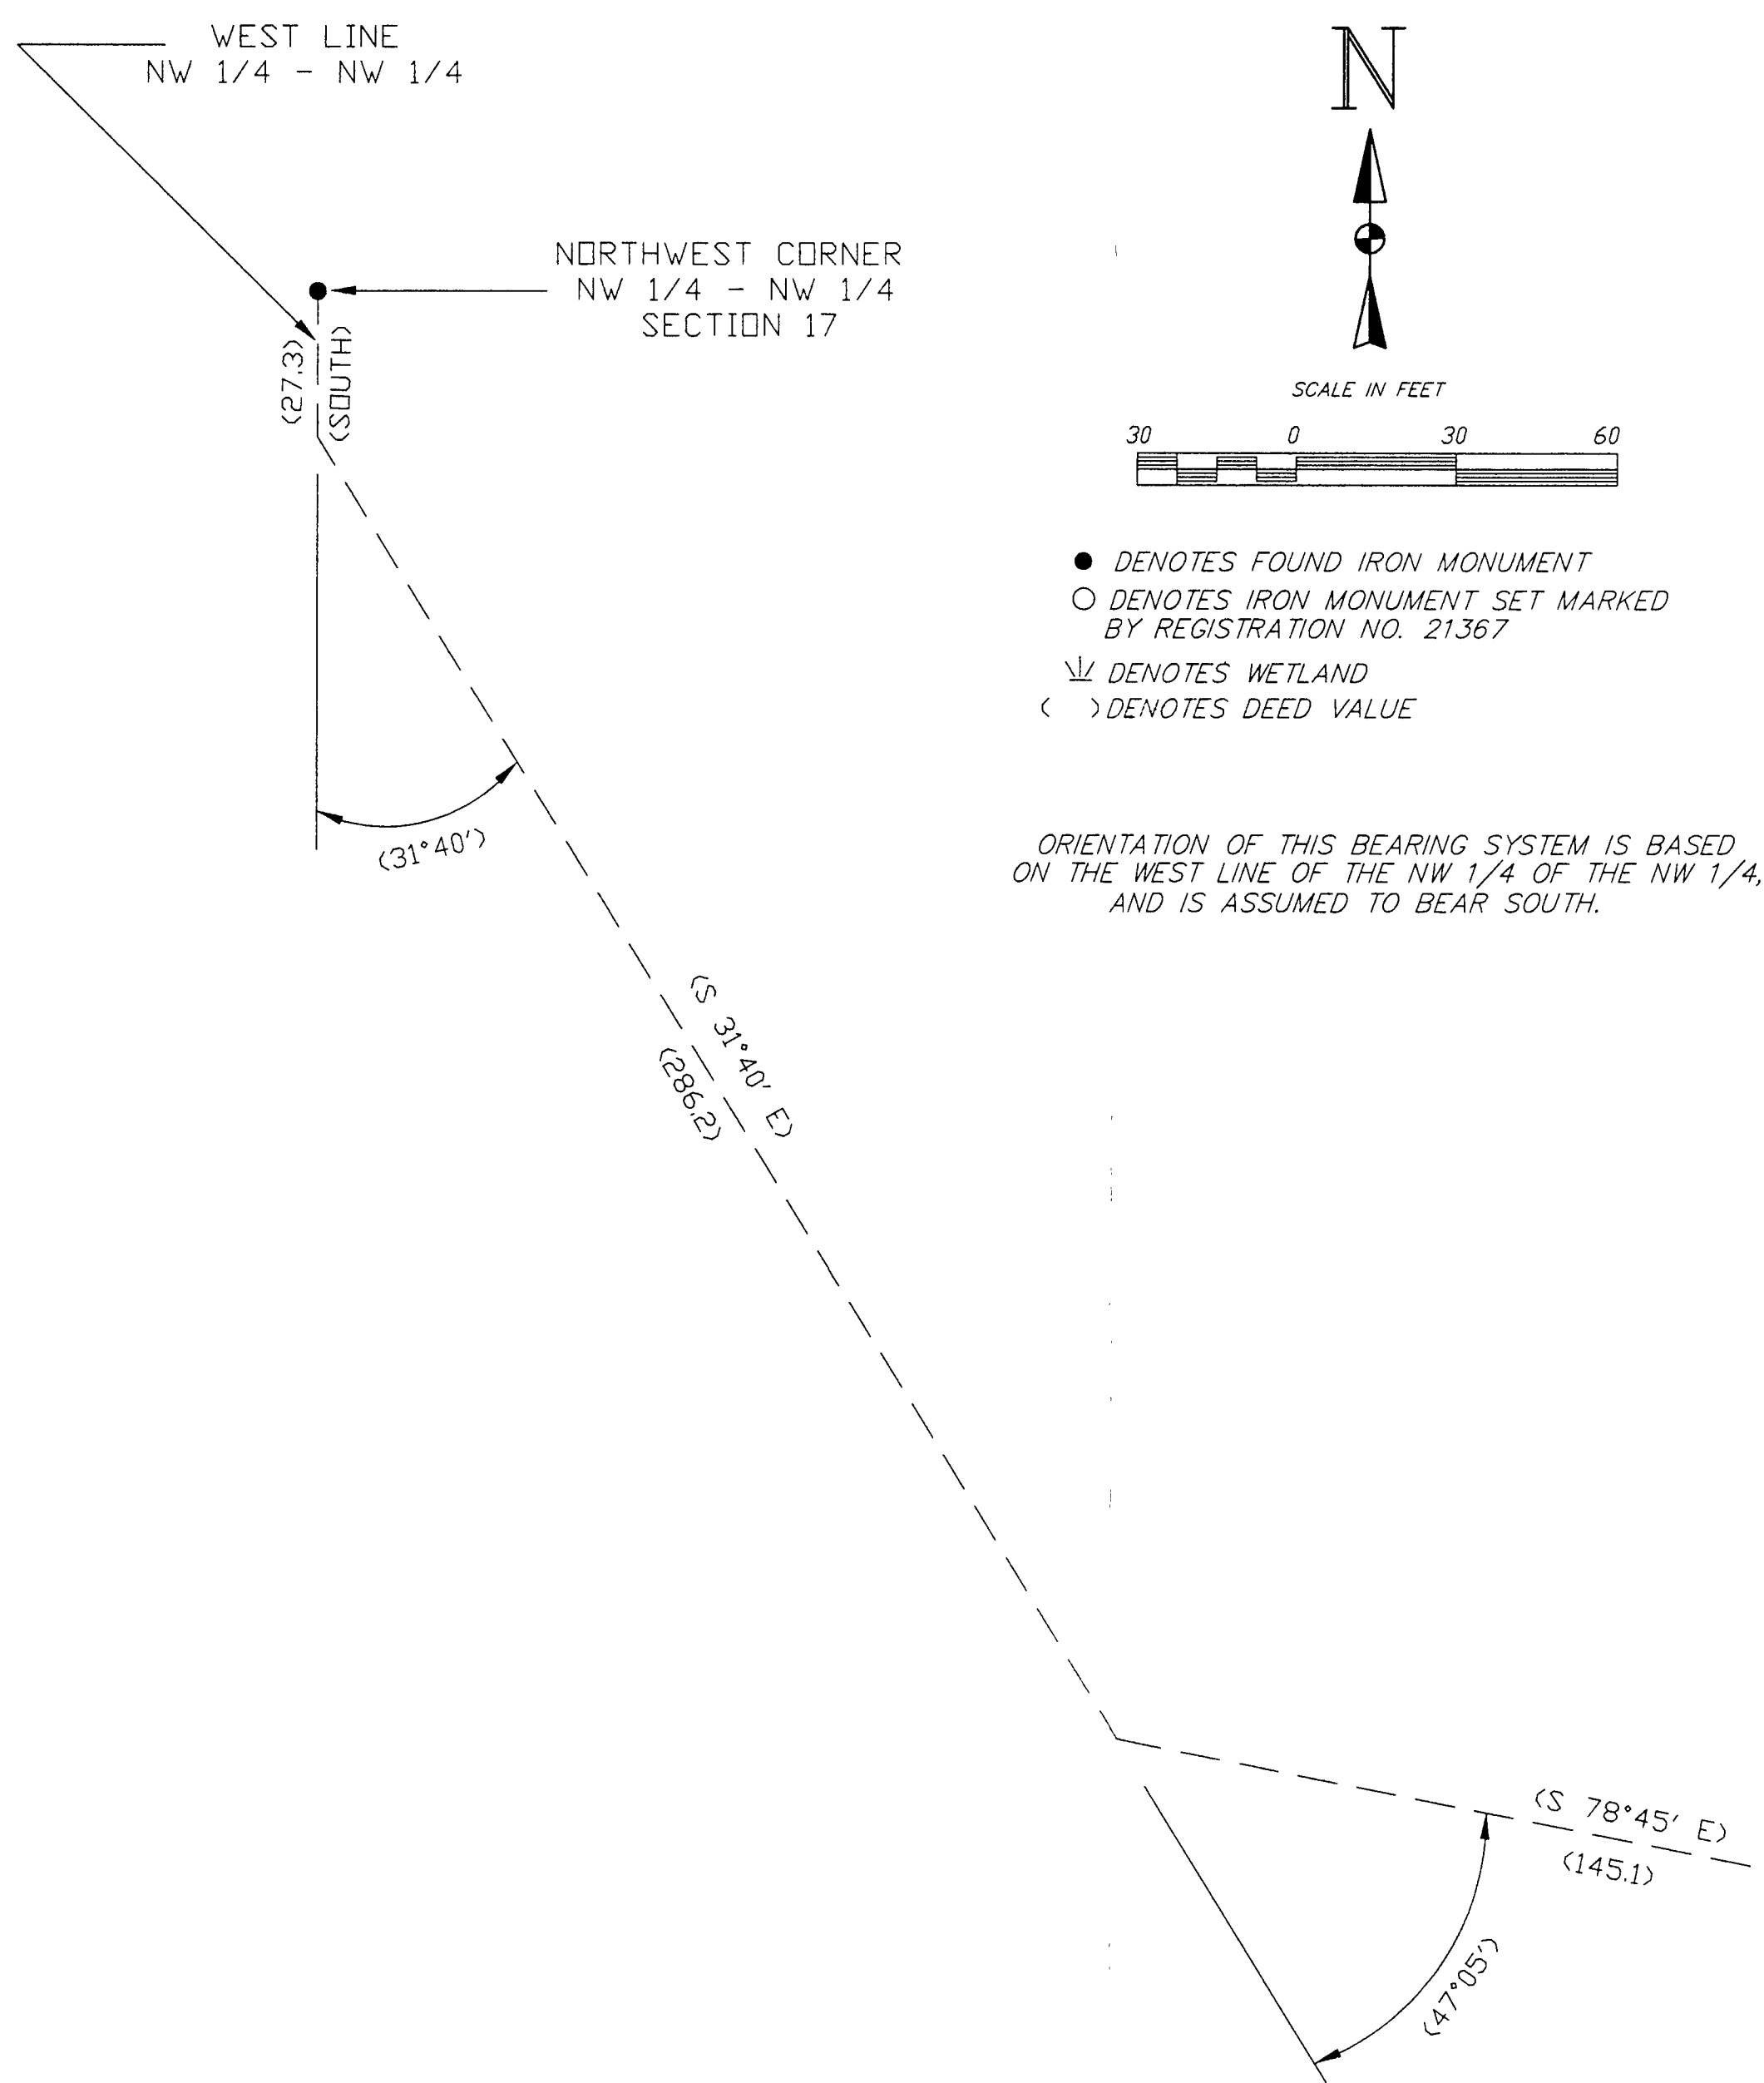 WEST LINE
NW 1/4 - NW 1/4
N
NORTHWEST CORNER
NW 1/4 - NW 1/4
SECTION 17
(27.3)
(SOUTH)
SCALE IN FEET
30 0 30 60
DENOTES FOUND IRON MONUMENT
DENOTES IRON MONUMENT SET MARKED
BY REGISTRATION NO. 21367
DENOTES WETLAND
( ) DENOTES DEED VALUE
(31°40')
ORIENTATION OF THIS BEARING SYSTEM IS BASED
ON THE WEST LINE OF THE NW 1/4 OF THE NW 1/4,
AND IS ASSUMED TO BEAR SOUTH.
(S 31°40' E)
(286.2)
(S 78°45' E)
(145.1)
(47°05')